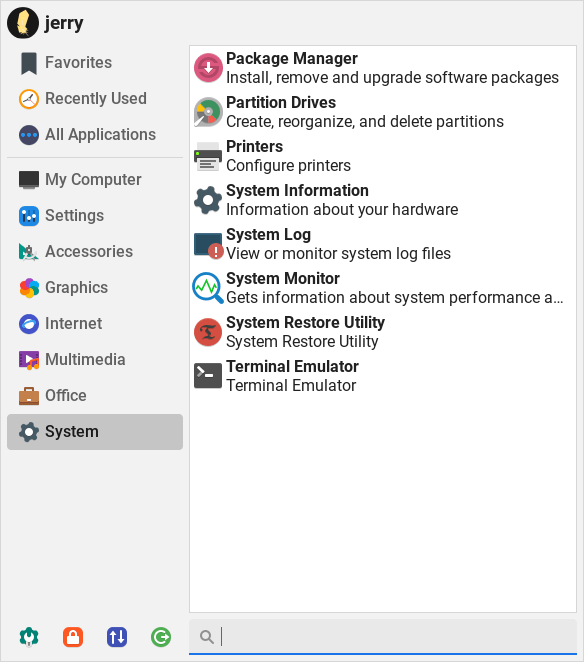 jerry
Favorites
Recently Used
All Applications
My Computer
Settings
Accessories
Graphics
Internet
Multimedia
Office
System
Package Manager
Install, remove and upgrade software packages
Partition Drives
Create, reorganize, and delete partitions
Printers
Configure printers
System Information
Information about your hardware
System Log
View or monitor system log files
System Monitor
Gets information about system performance a...
System Restore Utility
System Restore Utility
Terminal Emulator
Terminal Emulator